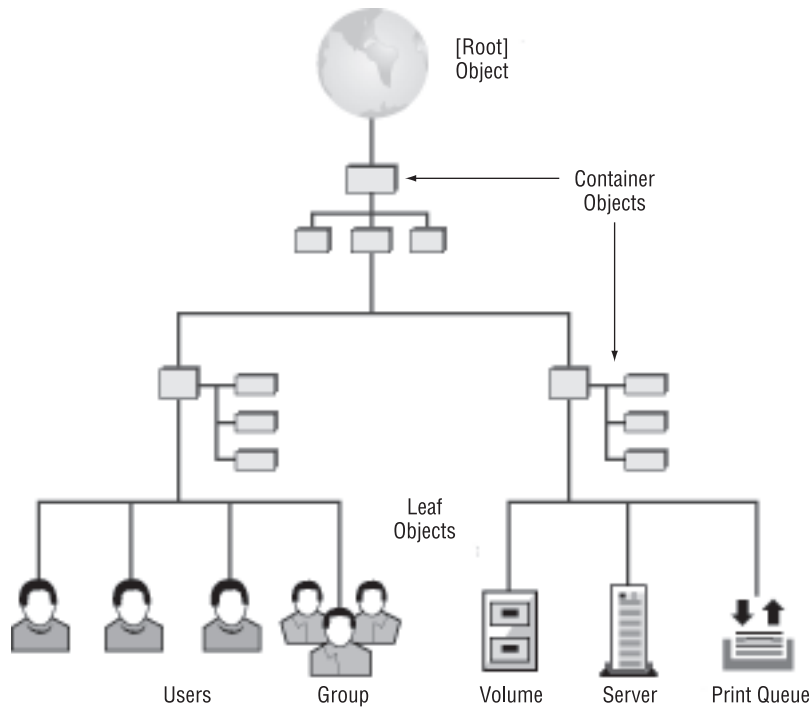 [Root]
Object
Container
Objects
Leaf
Objects
Users
Group
Volume
Server
Print Queue